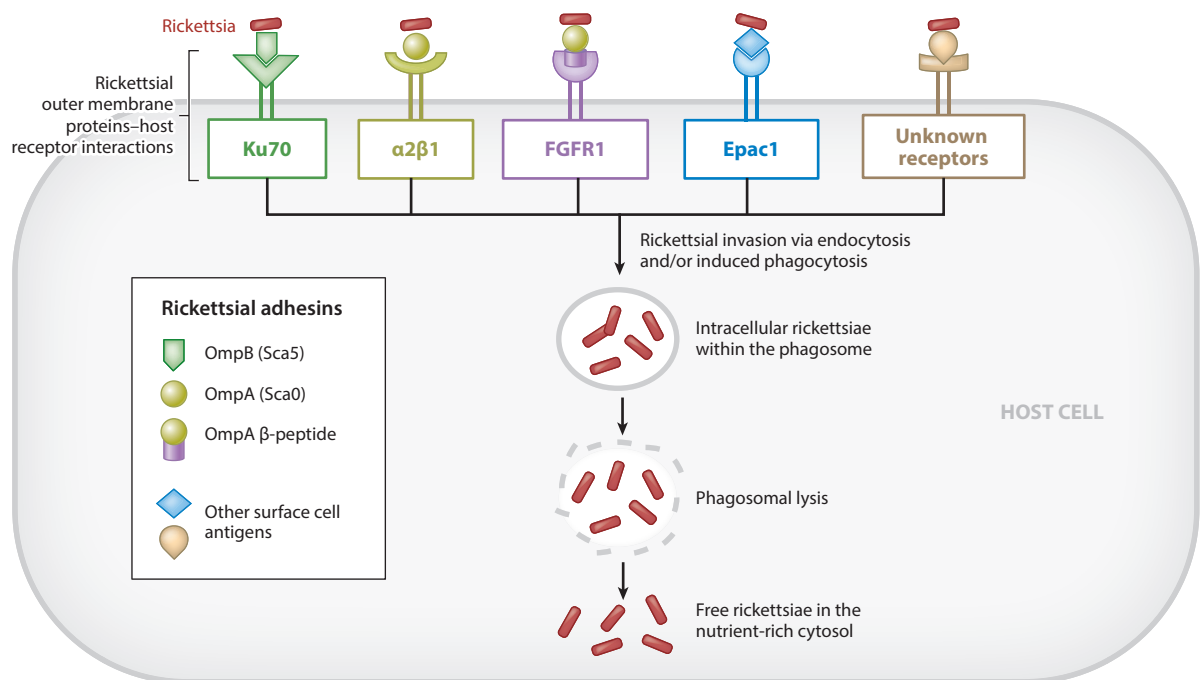 Rickettsia
Rickettsial
outer membrane
proteins–host
receptor interactions
Ku70
α2β1
FGFR1
Epac1
Unknown
receptors
Rickettsial invasion via endocytosis
and/or induced phagocytosis
Rickettsial adhesins
OmpB (Sca5)
OmpA (Sca0)
OmpA β-peptide
Other surface cell
antigens
Intracellular rickettsiae
within the phagosome
HOST CELL
Phagosomal lysis
Free rickettsiae in the
nutrient-rich cytosol